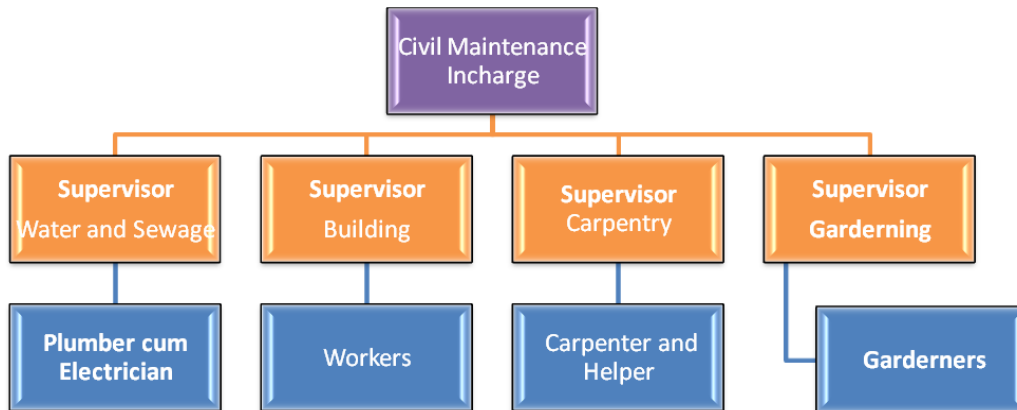 Civil Maintenance
Incharge
Supervisor
Water and Sewage
Supervisor
Building
Supervisor
Carpentry
Supervisor
Garderning
Plumber cum
Electrician
Workers
Carpenter and
Helper
Garderners